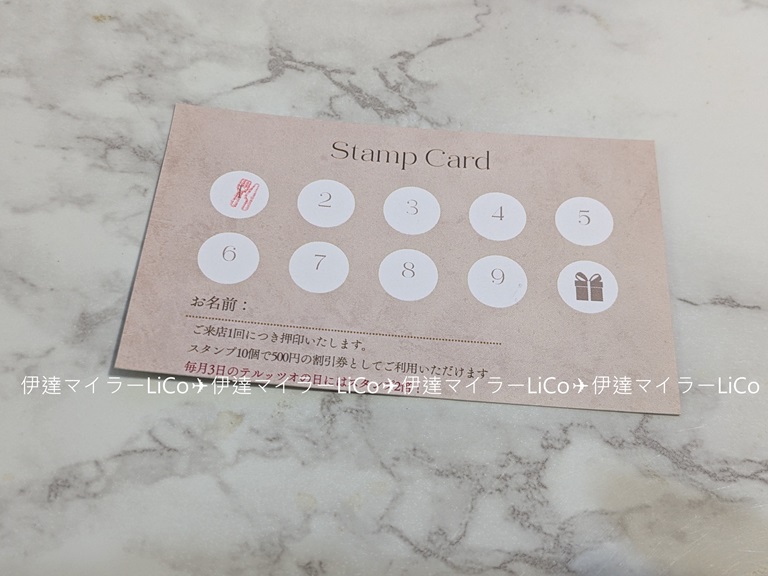 Stamp Card
2 3 4 5
6 7 8 9
お名前：
ご来店1回につき押印いたします。
スタンプ10個で500円の割引券としてご利用いただけます
毎月3日のテルッツオの日には
伊達マイラーLiCo✈伊達マイラーLiCo✈伊達マイラーLiCo✈伊達マイラーLiCo